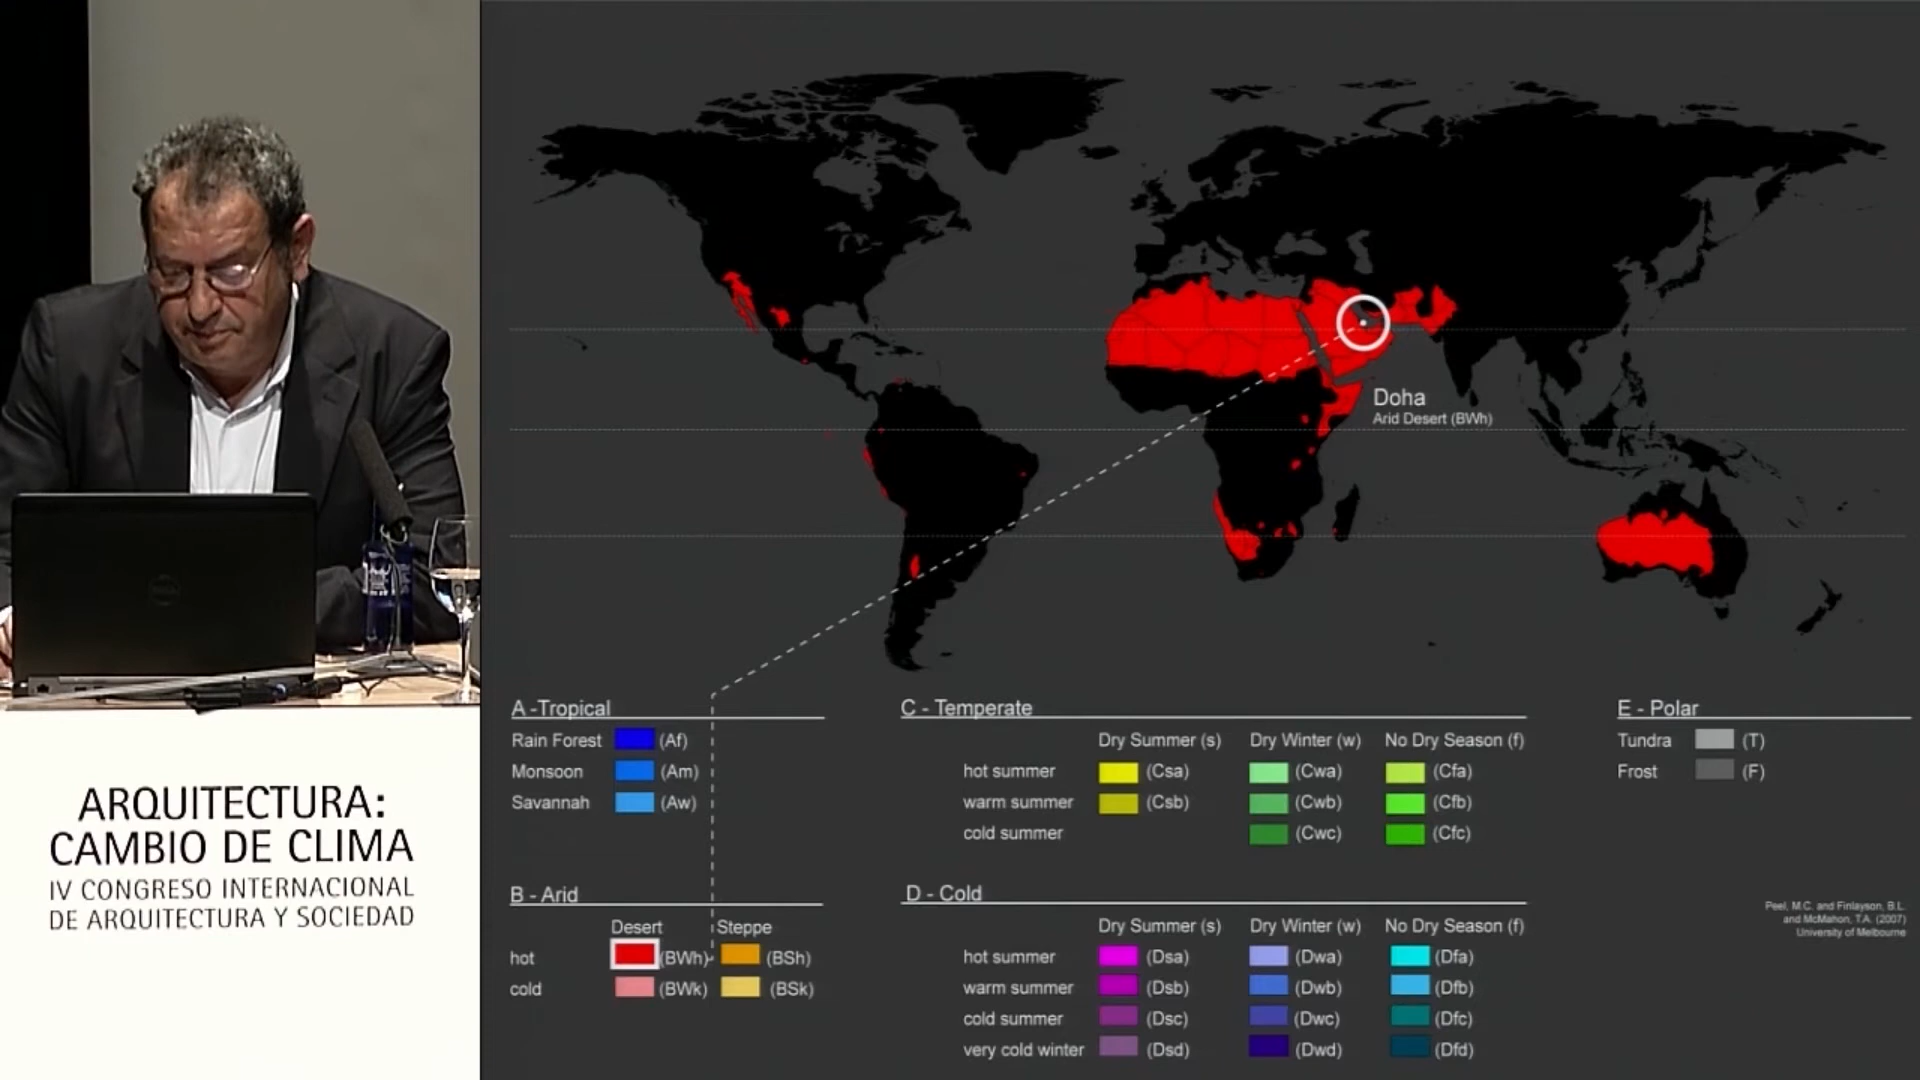 ARQUITECTURA:
CAMBIO DE CLIMA
IV CONGRESO INTERNACIONAL
DE ARQUITECTURA Y SOCIEDAD
Doha
Arid Desert (BWh)
A -Tropical
Rain Forest (Af)
Monsoon (Am)
Savannah (Aw)
B - Arid
Desert Steppe
hot (BWh) (BSh)
cold (BWk) (BSk)
C - Temperate
Dry Summer (s) Dry Winter (w) No Dry Season (f)
hot summer (Csa) (Cwa) (Cfa)
warm summer (Csb) (Cwb) (Cfb)
cold summer (Cwc) (Cfc)
D - Cold
Dry Summer (s) Dry Winter (w) No Dry Season (f)
hot summer (Dsa) (Dwa) (Dfa)
warm summer (Dsb) (Dwb) (Dfb)
cold summer (Dsc) (Dwc) (Dfc)
very cold winter (Dsd) (Dwd) (Dfd)
E - Polar
Tundra (T)
Frost (F)
Peel, M.C. and Finlayson, B.L.
and McMahon, T.A. (2007)
University of Melbourne